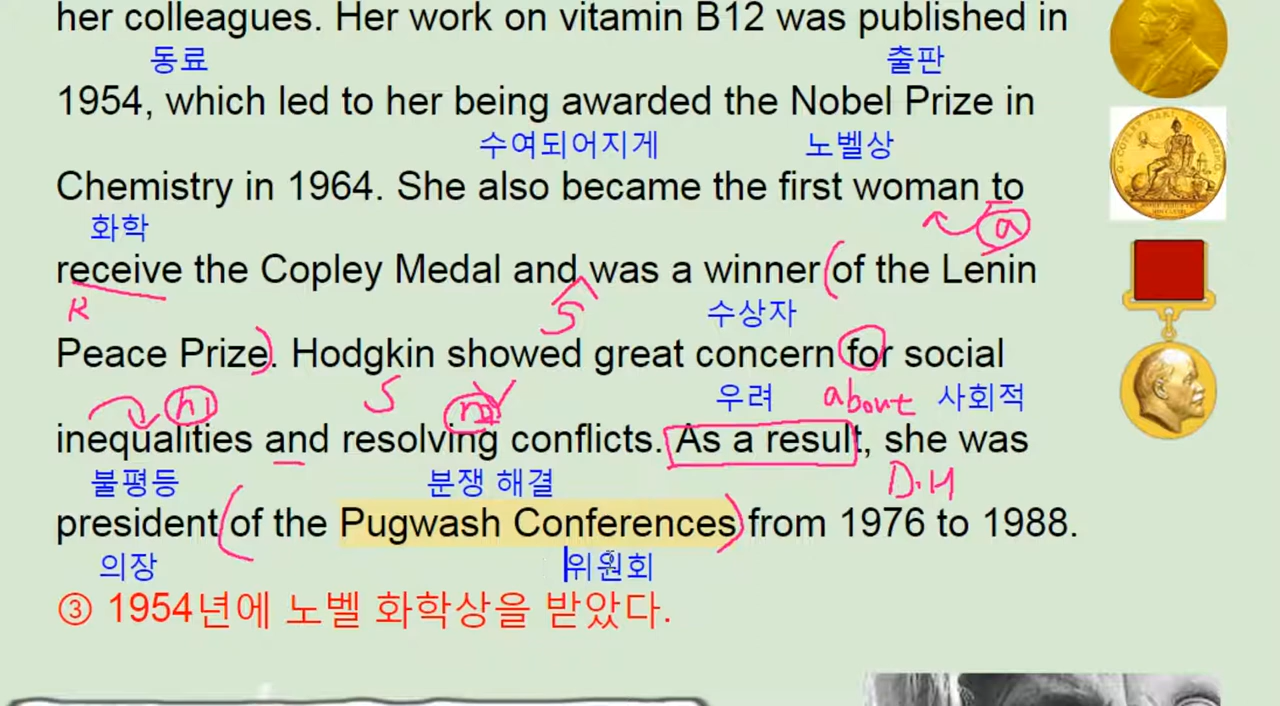 her colleagues. Her work on vitamin B12 was published in
동료 출판
1954, which led to her being awarded the Nobel Prize in
수여되어지게 노벨상
Chemistry in 1964. She also became the first woman to
화학 a
receive the Copley Medal and was a winner (of the Lenin
R S 수상자
Peace Prize). Hodgkin showed great concern for social
S 우려 about 사회적
inequalities and resolving conflicts. As a result, she was
불평등 분쟁 해결 D.H
president (of the Pugwash Conferences) from 1976 to 1988.
의장 위원회
③ 1954년에 노벨 화학상을 받았다.